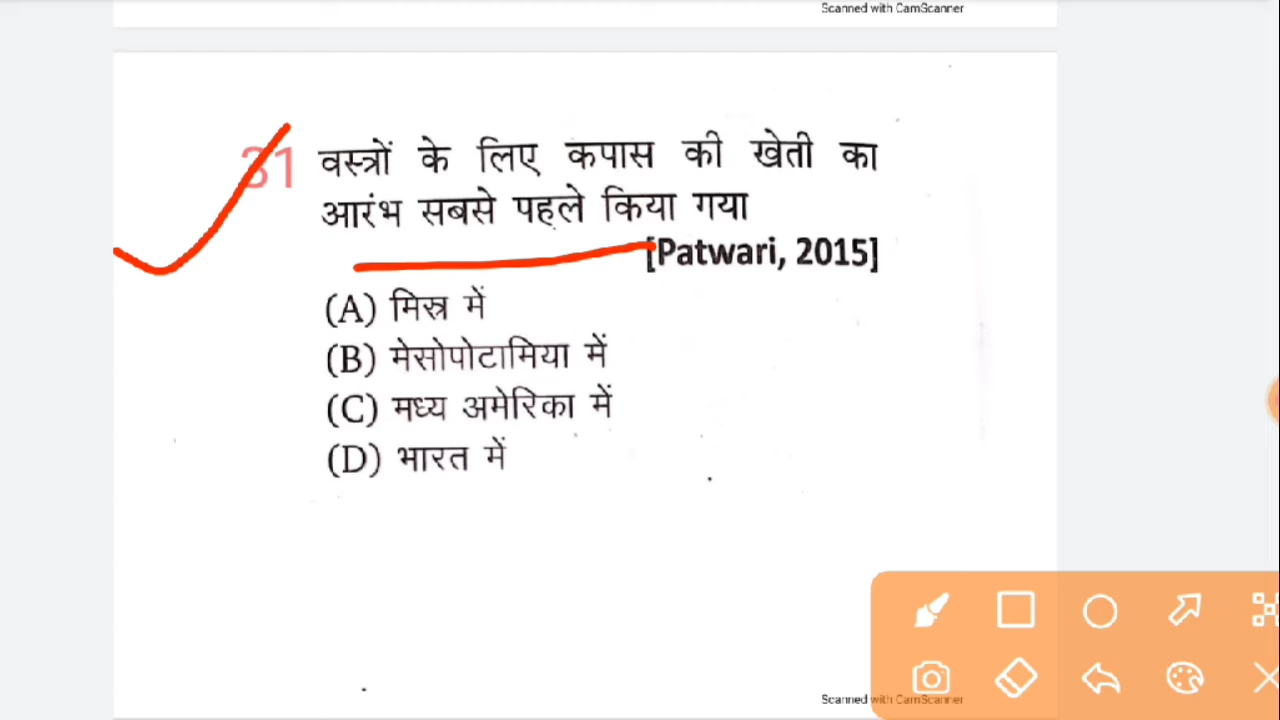 Scanned with CamScanner
31 वस्त्रों के लिए कपास की खेती का
आरंभ सबसे पहले किया गया
[Patwari, 2015]
(A) मिस्र में
(B) मेसोपोटामिया में
(C) मध्य अमेरिका में
(D) भारत में
Scanned with CamScanner